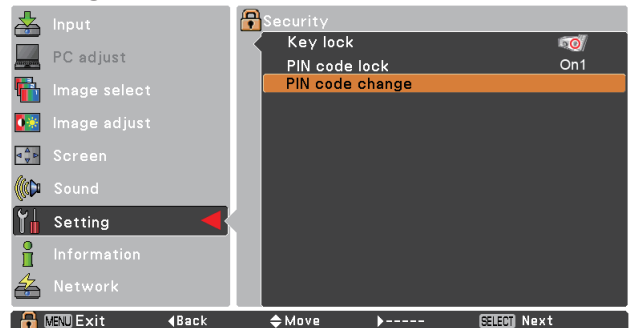 Input
PC adjust
Image select
Image adjust
Screen
Sound
Setting
Information
Network
Security
Key lock
PIN code lock On1
PIN code change
MENU Exit Back Move ----- SELECT Next